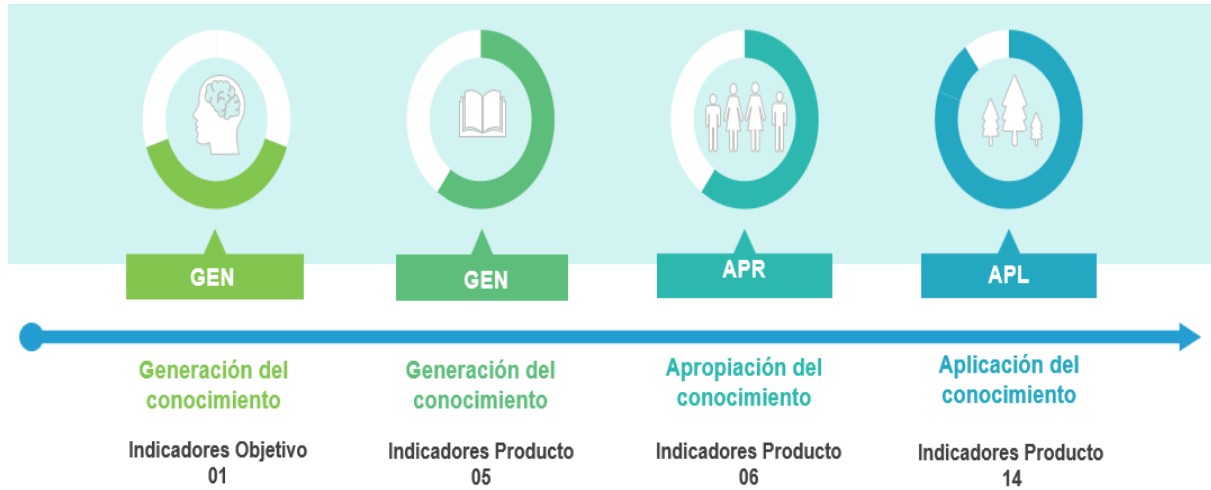 GEN
GEN
APR
APL
Generación del
conocimiento
Generación del
conocimiento
Apropiación del
conocimiento
Aplicación del
conocimiento
Indicadores Objetivo
01
Indicadores Producto
05
Indicadores Producto
06
Indicadores Producto
14